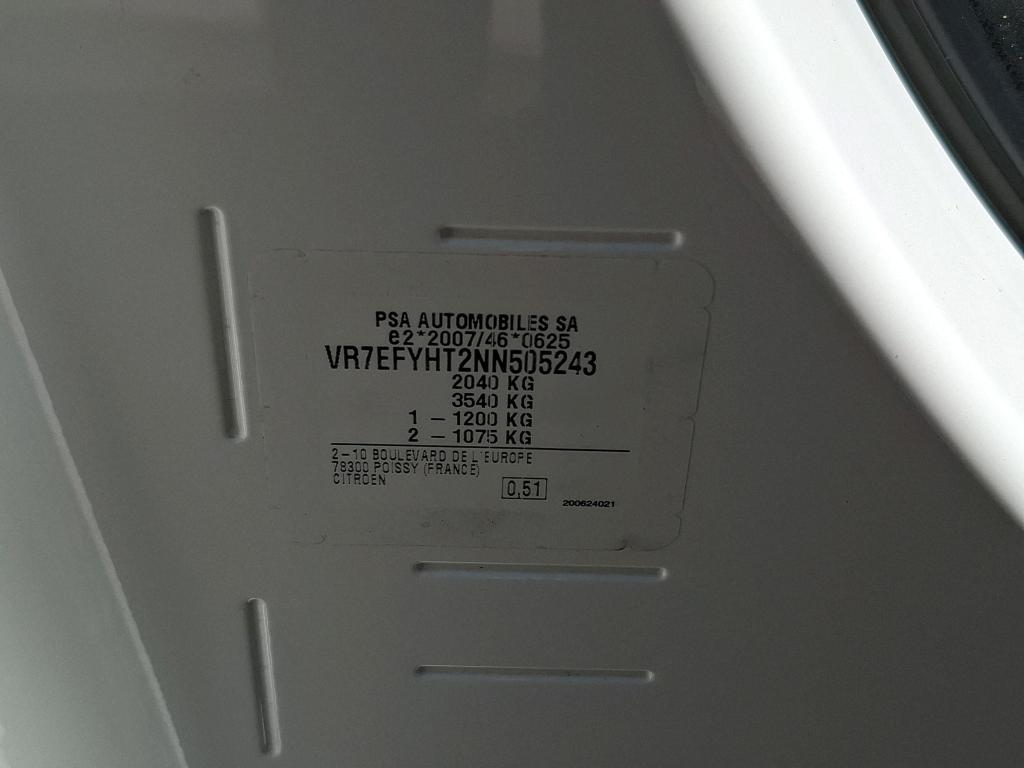 PSA AUTOMOBILES SA
e2*2007/46*0625
VR7EFYHT2NN505243
2040 KG
3540 KG
1 – 1200 KG
2 – 1075 KG
2–10 BOULEVARD DE L'EUROPE
78300 POISSY (FRANCE)
CITROEN
0,51
200624021